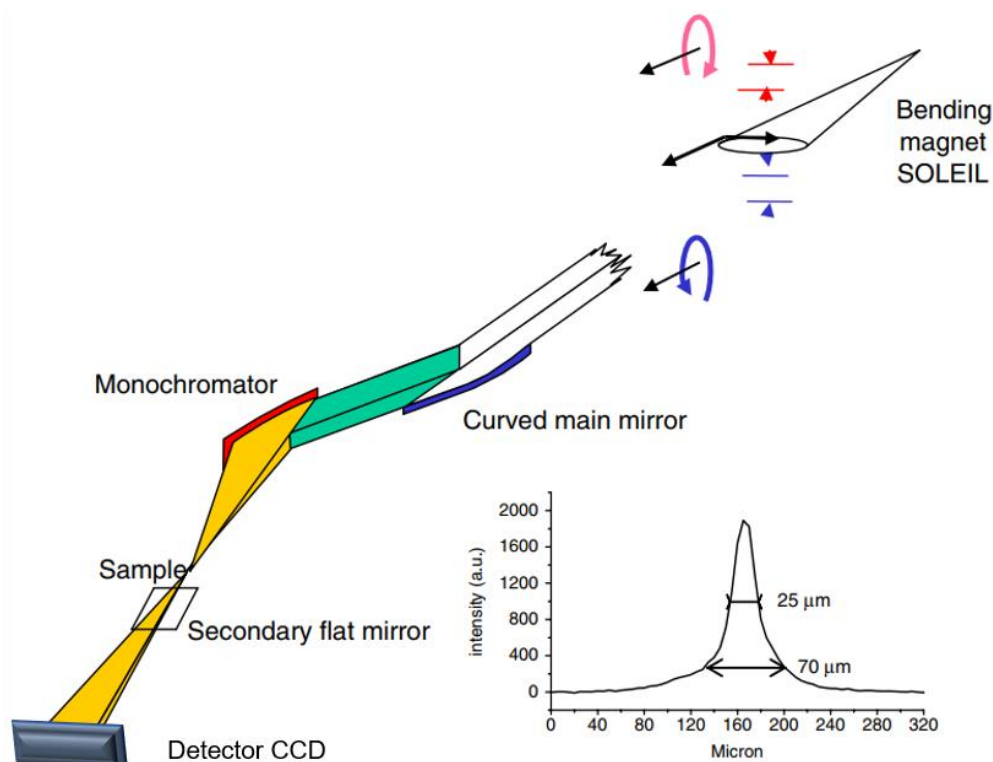 Bending
magnet
SOLEIL
Monochromator
Curved main mirror
Sample
Secondary flat mirror
Detector CCD
2000
1600
1200
800
400
0
intensity (a.u.)
25 μm
70 μm
0 40 80 120 160 200 240 280 320
Micron